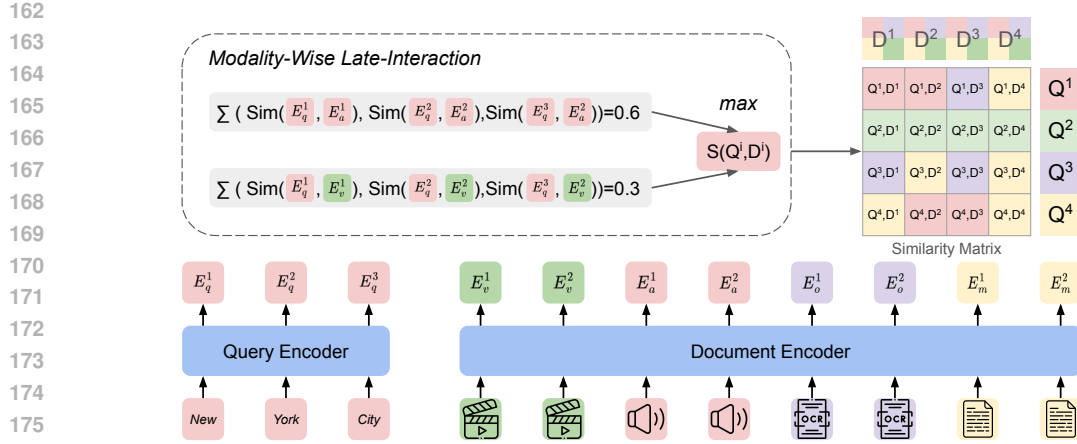 162
163
164
165
166
167
168
169
170
171
172
173
174
175
Modality-Wise Late-Interaction
∑ ( Sim( E_q^1 , E_a^1 ), Sim( E_q^2 , E_a^2 ),Sim( E_q^3 , E_a^2 ))=0.6
max
S(Q^i,D^i)
∑ ( Sim( E_q^1 , E_v^1 ), Sim( E_q^2 , E_v^2 ),Sim( E_q^3 , E_v^2 ))=0.3
D^1 D^2 D^3 D^4
Q^1,D^1 Q^1,D^2 Q^1,D^3 Q^1,D^4 Q^1
Q^2,D^1 Q^2,D^2 Q^2,D^3 Q^2,D^4 Q^2
Q^3,D^1 Q^3,D^2 Q^3,D^3 Q^3,D^4 Q^3
Q^4,D^1 Q^4,D^2 Q^4,D^3 Q^4,D^4 Q^4
Similarity Matrix
E_q^1 E_q^2 E_q^3 E_v^1 E_v^2 E_a^1 E_a^2 E_o^1 E_o^2 E_m^1 E_m^2
Query Encoder Document Encoder
New York City OCR OCR